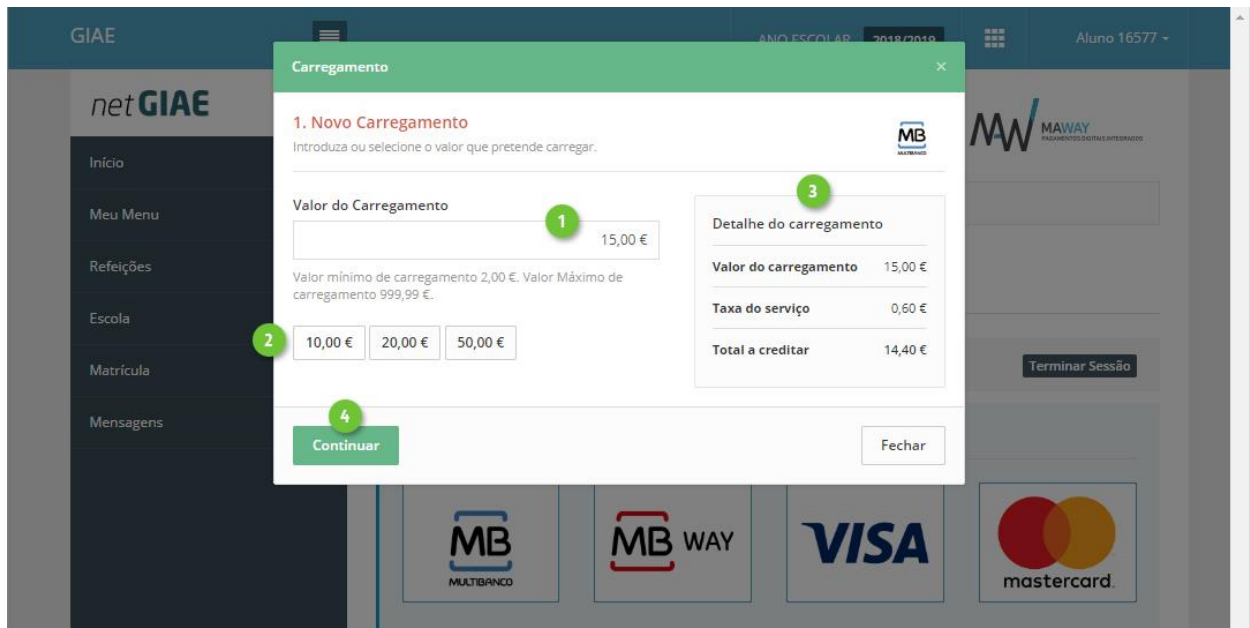 GIAE
ANO ESCOLAR 2018/2019
Aluno 16577
Carregamento
×
netGIAE
1. Novo Carregamento
Introduza ou selecione o valor que pretende carregar.
MB
MULTIBANCO
MAWAY
PAGAMENTOS DIGITAIS INTEGRADOS
Início
Meu Menu
Refeições
Escola
Matrícula
Mensagens
Valor do Carregamento
1
15,00 €
Valor mínimo de carregamento 2,00 €. Valor Máximo de
carregamento 999,99 €.
2
10,00 € 20,00 € 50,00 €
3
Detalhe do carregamento
Valor do carregamento 15,00 €
Taxa do serviço 0,60 €
Total a creditar 14,40 €
Terminar Sessão
4
Continuar
Fechar
MB
MULTIBANCO
MB WAY
VISA
mastercard.